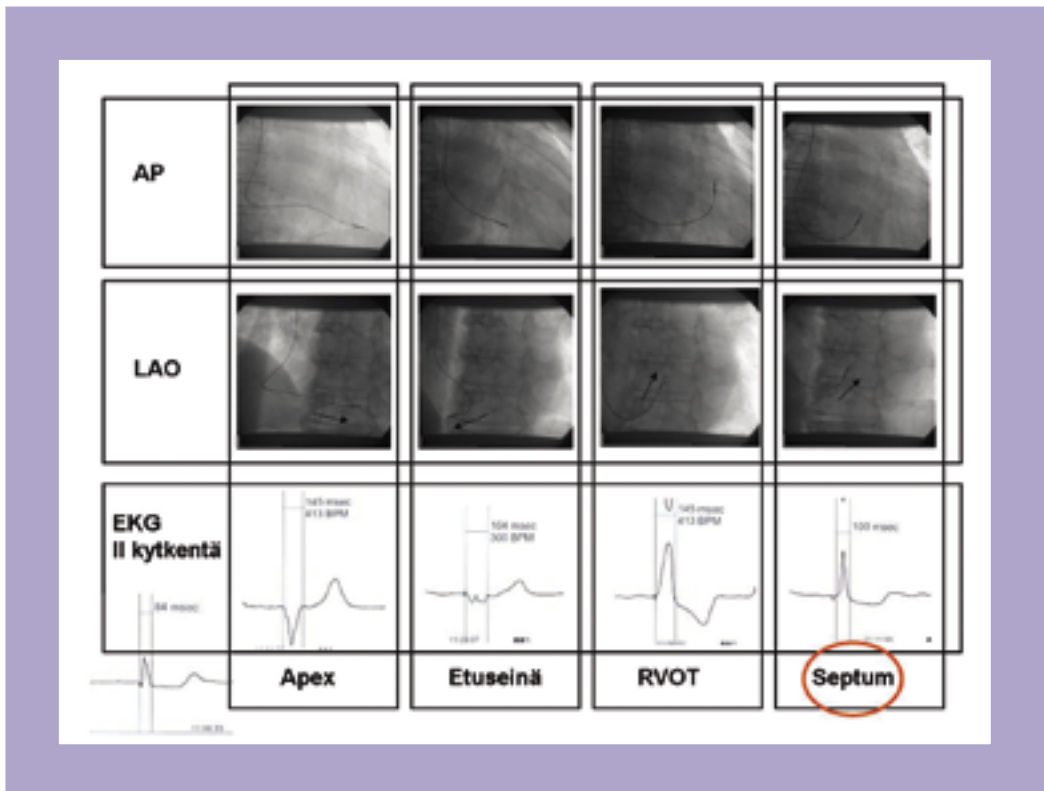 AP
LAO
EKG
II kytkentä
84 msec
145 msec
413 BPM
164 msec
300 BPM
145 msec
413 BPM
100 msec
Apex
Etuseinä
RVOT
Septum